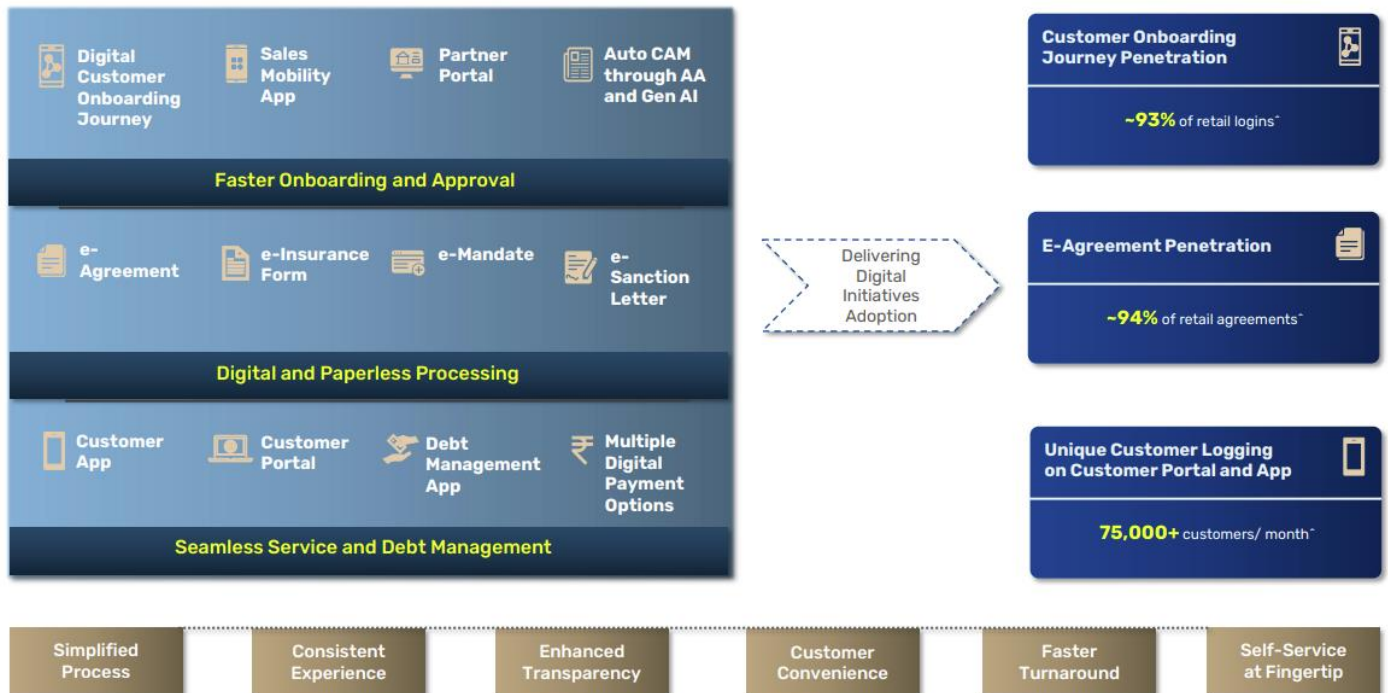 Digital
Customer
Onboarding
Journey
Sales
Mobility
App
Partner
Portal
Auto CAM
through AA
and Gen AI
Faster Onboarding and Approval
e-
Agreement
e-Insurance
Form
e-Mandate
e-
Sanction
Letter
Digital and Paperless Processing
Customer
App
Customer
Portal
Debt
Management
App
Multiple
Digital
Payment
Options
Seamless Service and Debt Management
Delivering
Digital
Initiatives
Adoption
Customer Onboarding
Journey Penetration
~93% of retail logins^
E-Agreement Penetration
~94% of retail agreements^
Unique Customer Logging
on Customer Portal and App
75,000+ customers/ month^
Simplified
Process
Consistent
Experience
Enhanced
Transparency
Customer
Convenience
Faster
Turnaround
Self-Service
at Fingertip